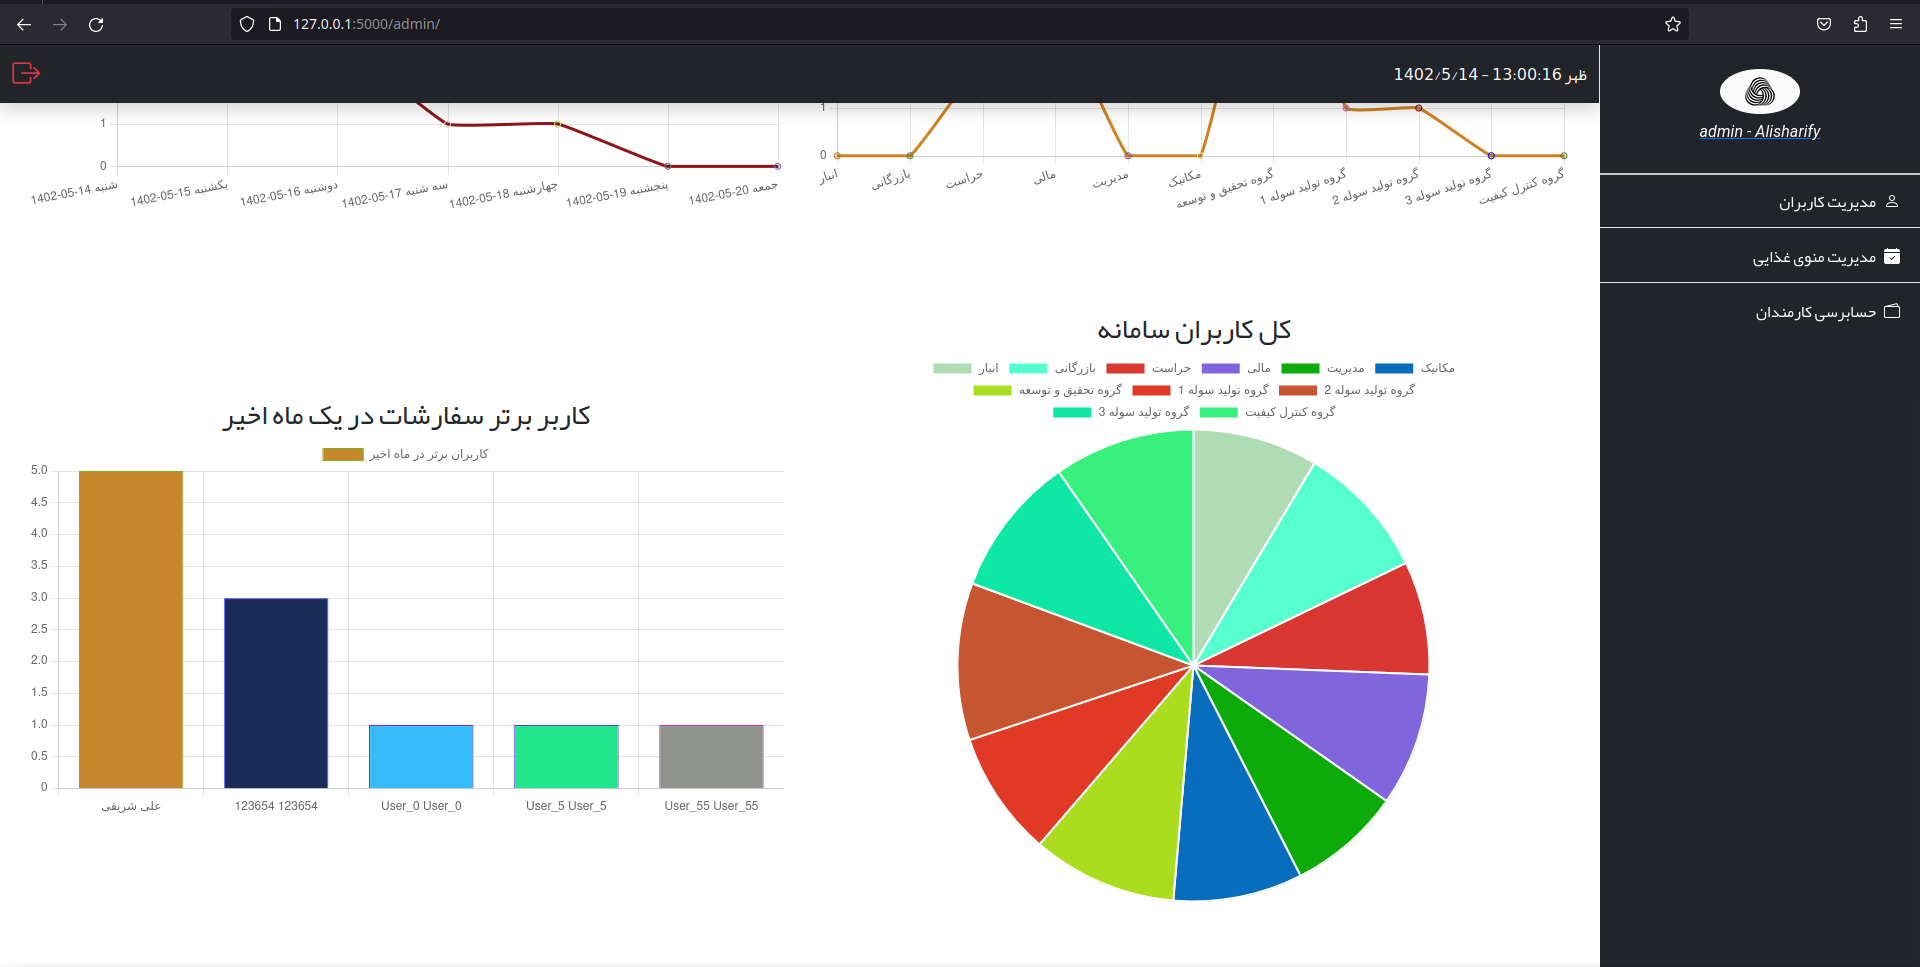 127.0.0.1:5000/admin/
1402/5/14 - 13:00:16 ظهر
admin - Alisharify
مدیریت کاربران
مدیریت منوی غذایی
حسابرسی کارمندان
1
0
شنبه 1402-05-14
یکشنبه 1402-05-15
دوشنبه 1402-05-16
سه شنبه 1402-05-17
چهارشنبه 1402-05-18
پنجشنبه 1402-05-19
جمعه 1402-05-20
1
0
انبار
بازرگانی
حراست
مالی
مدیریت
مکانیک
گروه تحقیق و توسعه
گروه تولید سوله 1
گروه تولید سوله 2
گروه تولید سوله 3
گروه کنترل کیفیت
کل کاربران سامانه
انبار
بازرگانی
حراست
مالی
مدیریت
مکانیک
گروه تحقیق و توسعه
گروه تولید سوله 1
گروه تولید سوله 2
گروه تولید سوله 3
گروه کنترل کیفیت
کاربر برتر سفارشات در یک ماه اخیر
کاربران برتر در ماه اخیر
5.0
4.5
4.0
3.5
3.0
2.5
2.0
1.5
1.0
0.5
0
علی شریفی
123654 123654
User_0 User_0
User_5 User_5
User_55 User_55